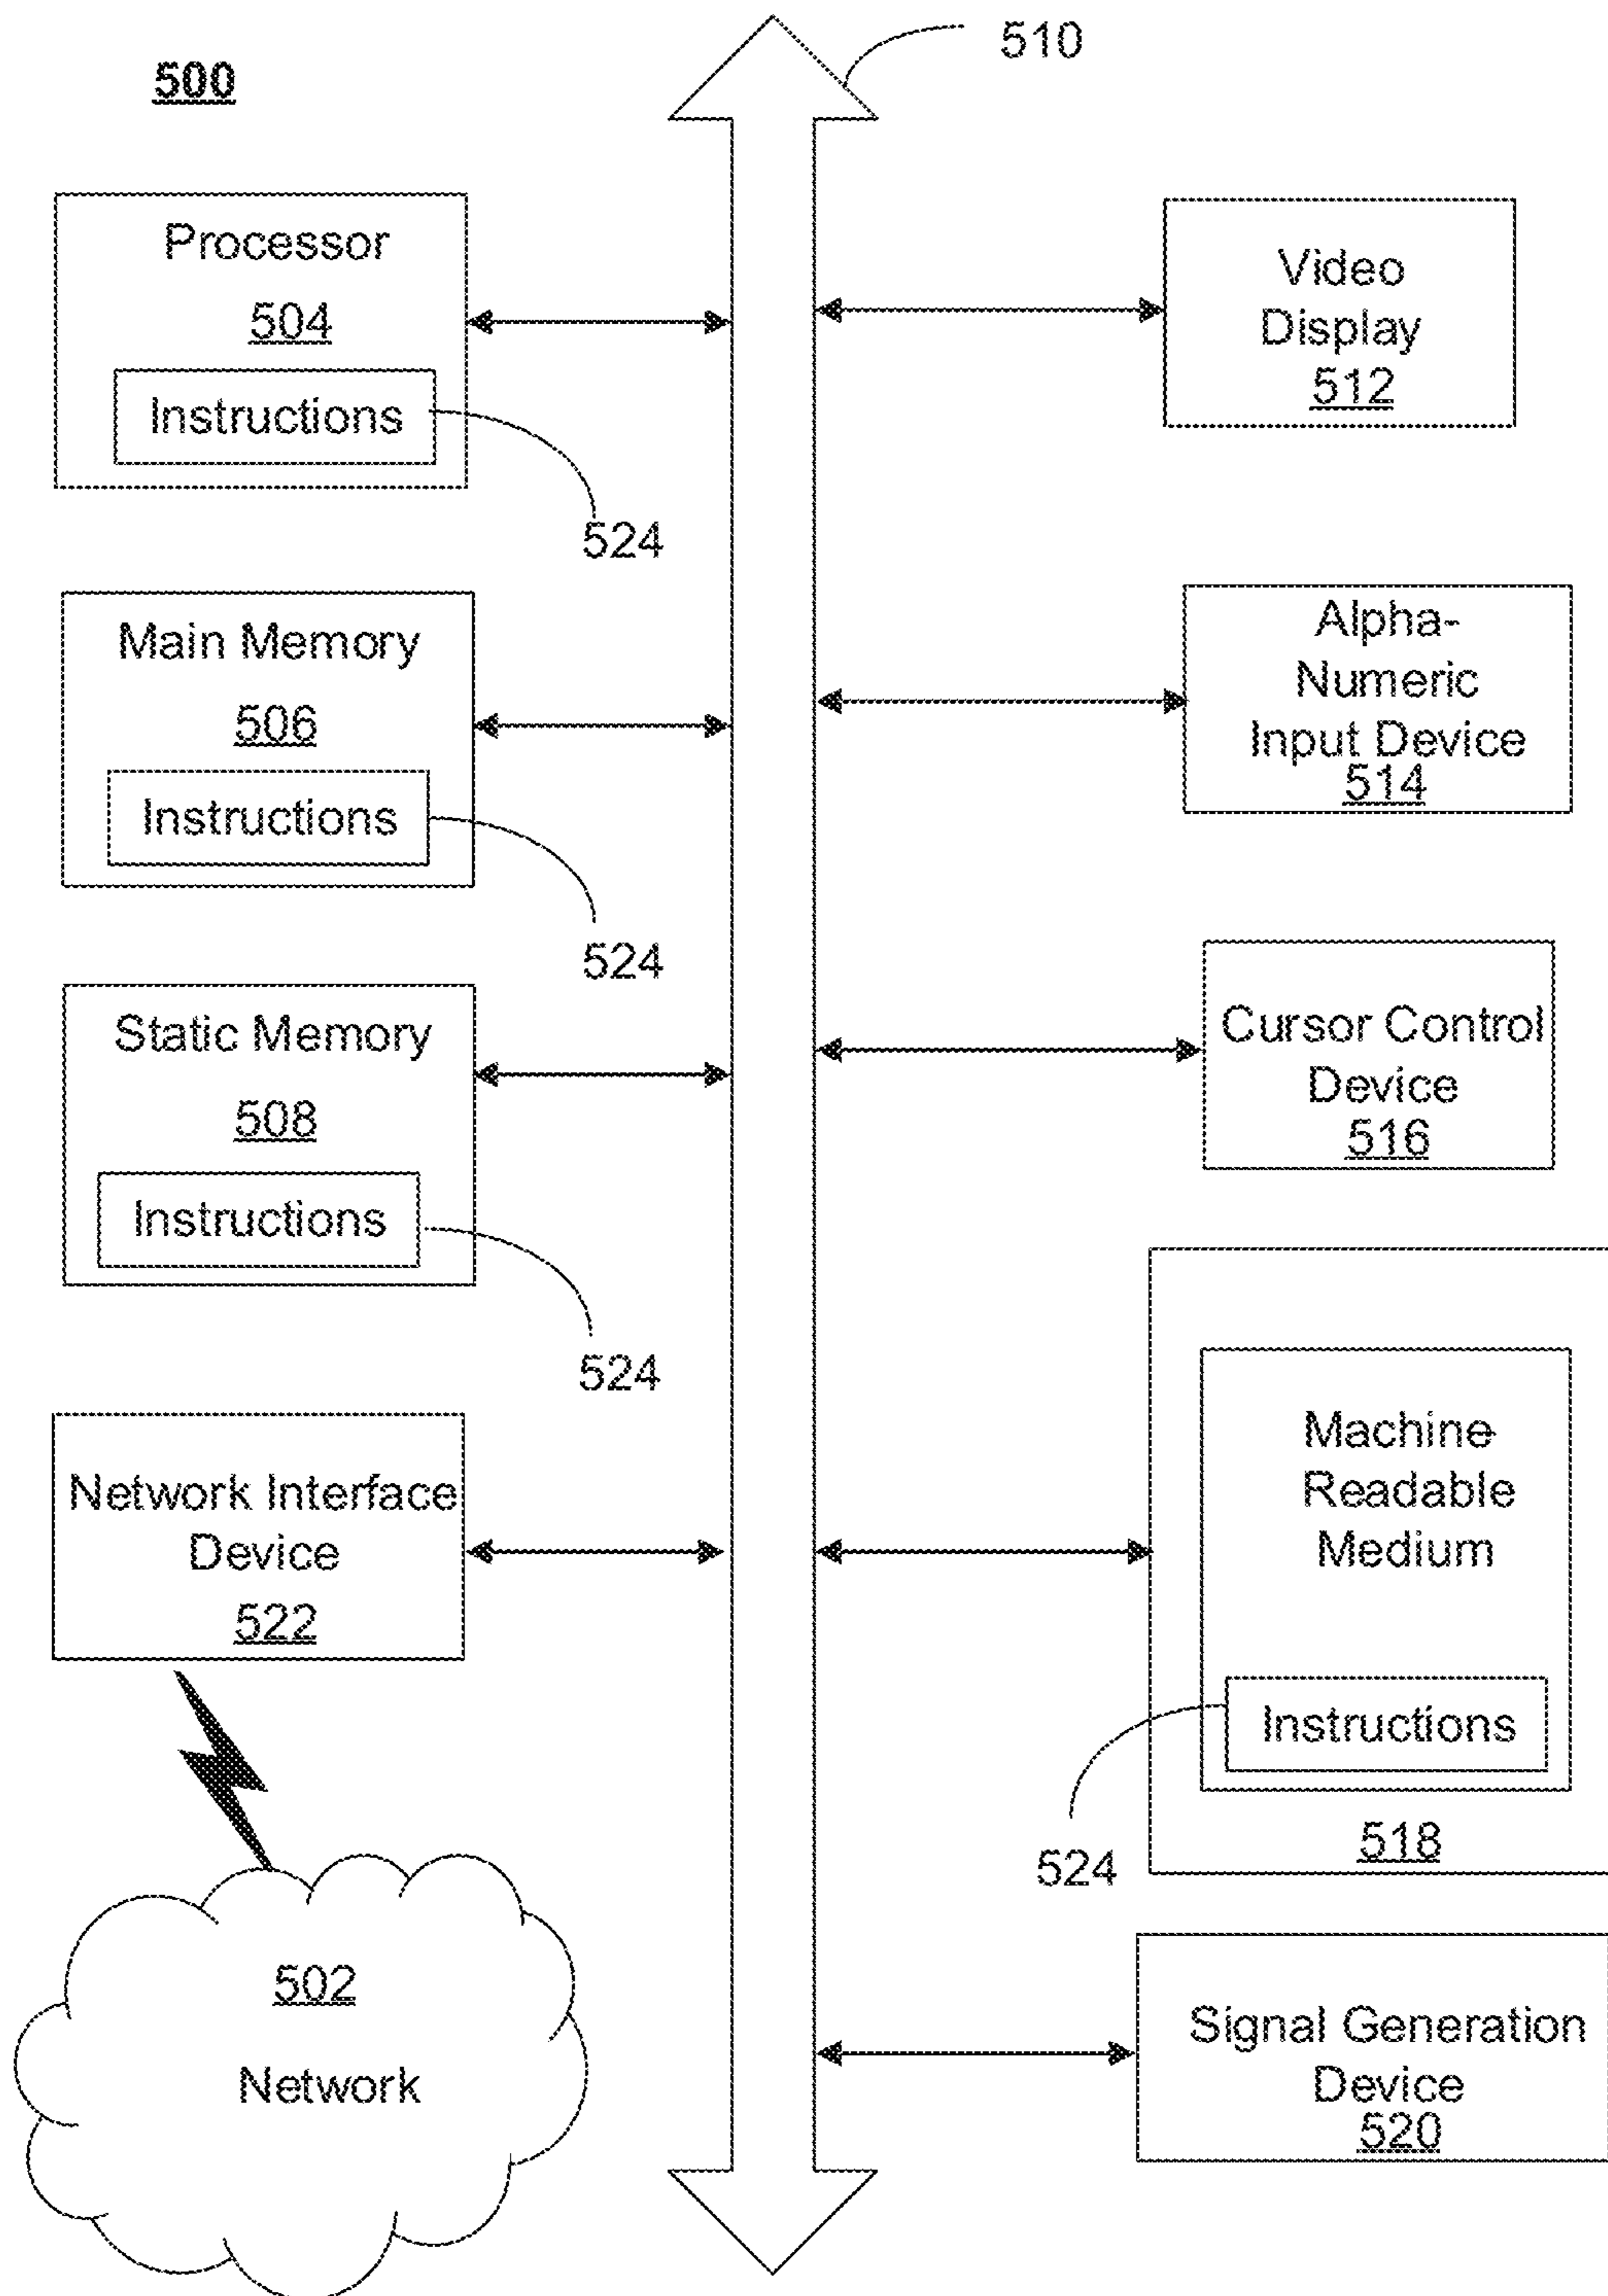 500
510
Processor
504
Instructions
524
Main Memory
506
Instructions
524
Static Memory
508
Instructions
524
Network Interface
Device
522
502
Network
Video
Display
512
Alpha-
Numeric
Input Device
514
Cursor Control
Device
516
Machine-
Readable
Medium
Instructions
524
518
Signal Generation
Device
520